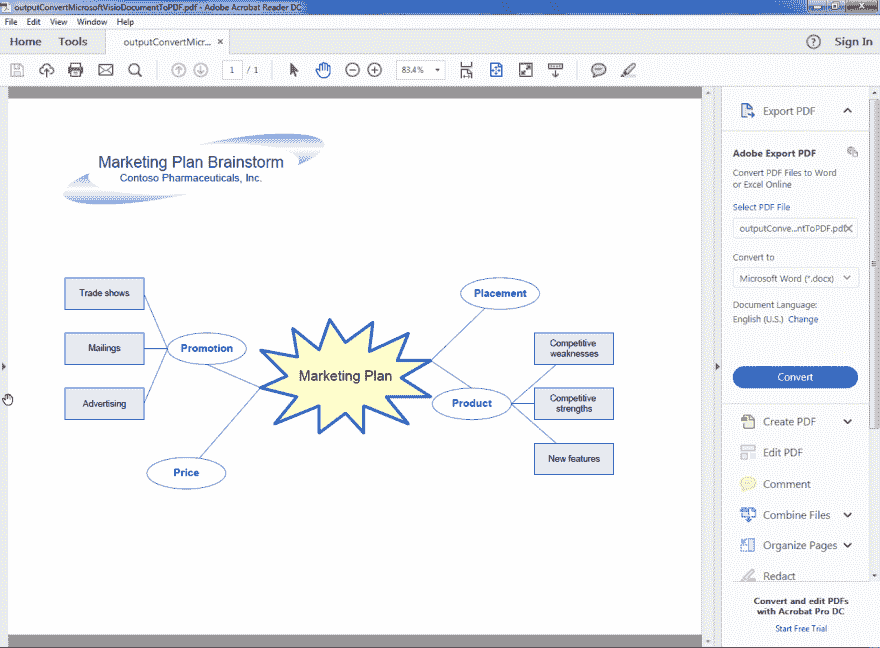 outputConvertMicrosoftVisioDocumentToPDF.pdf - Adobe Acrobat Reader DC
File Edit View Window Help
Home Tools outputConvertMicr... × ? Sign In
1 / 1 83.4%
Export PDF
Marketing Plan Brainstorm
Contoso Pharmaceuticals, Inc.
Adobe Export PDF
Convert PDF Files to Word
or Excel Online
Select PDF File
outputConve...ntToPDF.pdf
Convert to
Microsoft Word (*.docx)
Document Language:
English (U.S.) Change
Convert
Trade shows
Mailings
Advertising
Promotion
Price
Marketing Plan
Placement
Product
Competitive
weaknesses
Competitive
strengths
New features
Create PDF
Edit PDF
Comment
Combine Files
Organize Pages
Redact
Convert and edit PDFs
with Acrobat Pro DC
Start Free Trial